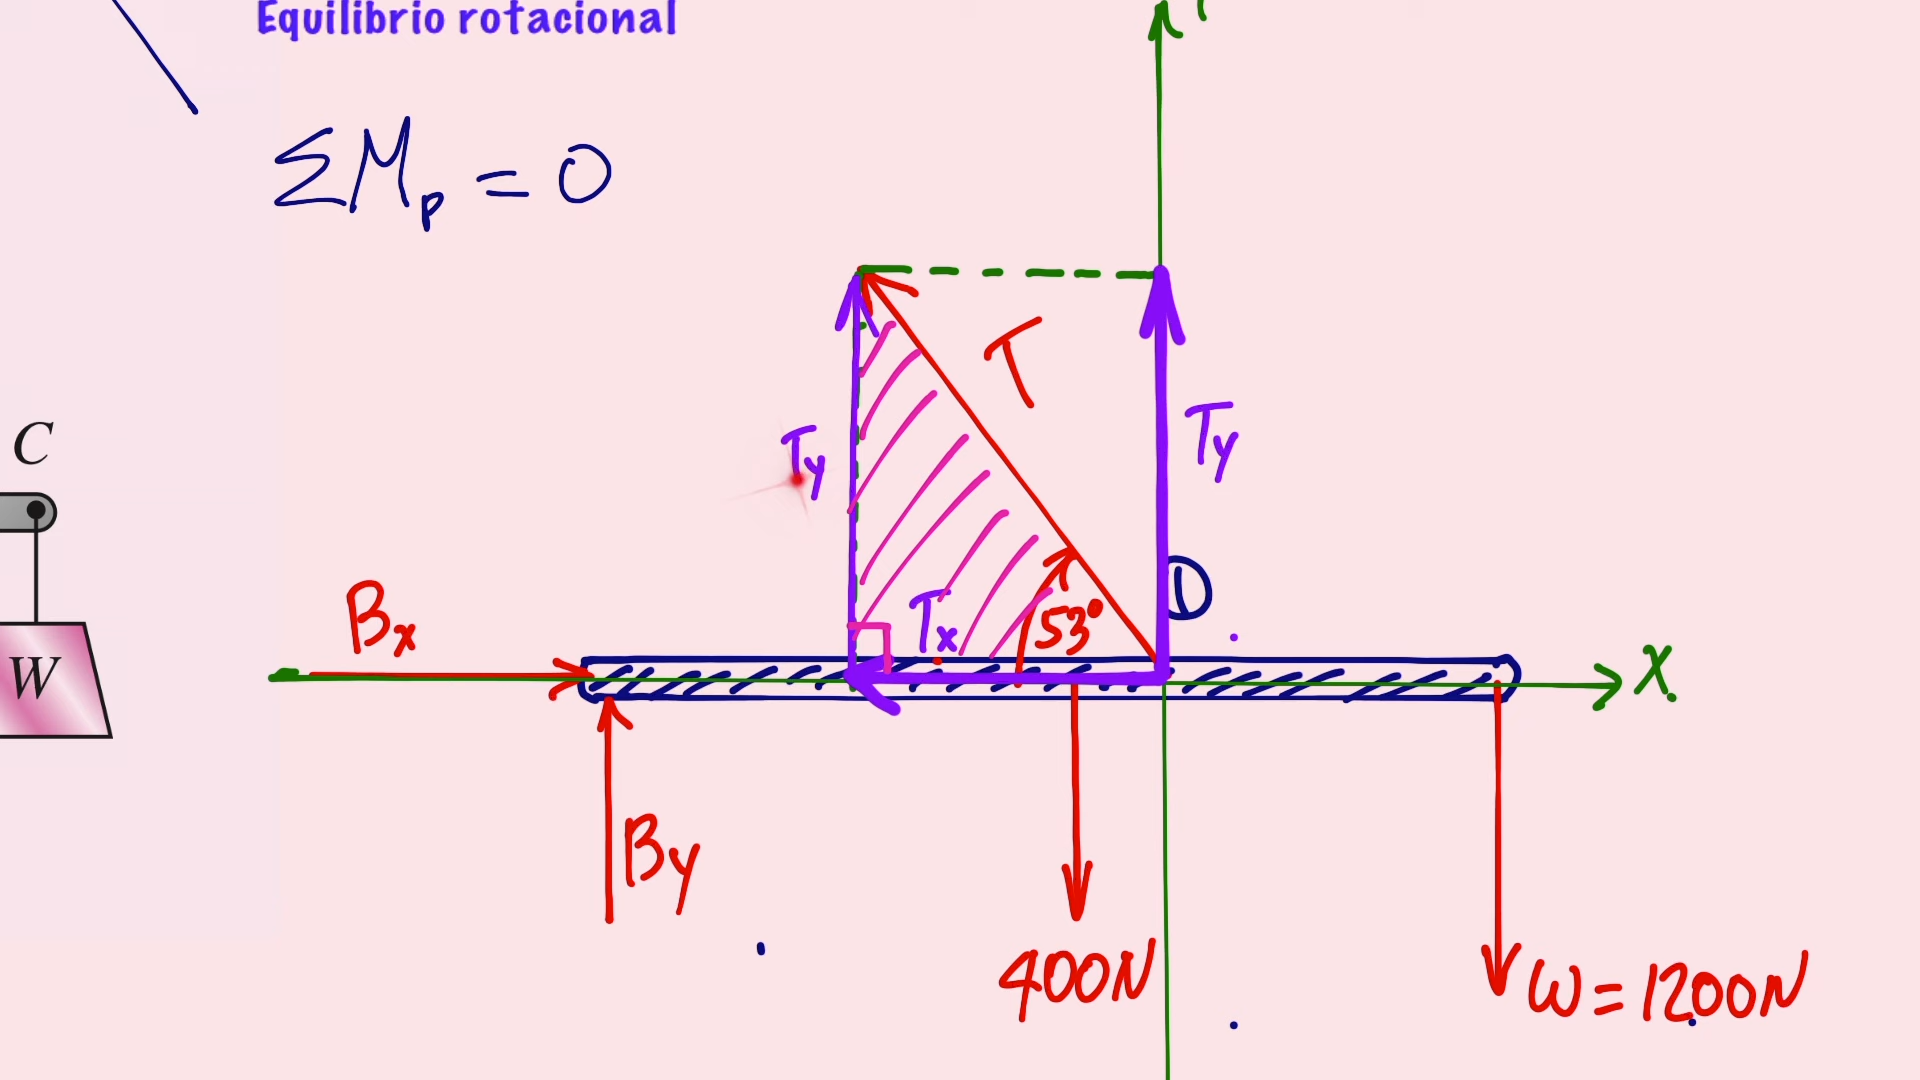 Equilibrio rotacional
ΣMp = 0
T
Ty
Ty
C
D
Bx
Tx
53°
W
X
By
400N
W = 1200N